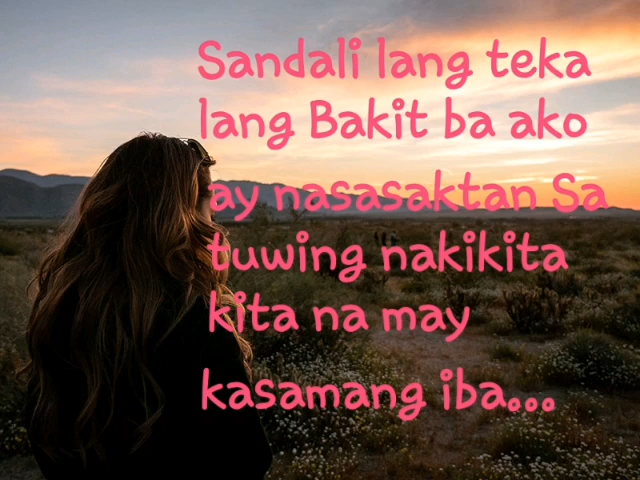 Sandali lang teka
lang Bakit ba ako
ay nasasaktan Sa
tuwing nakikita
kita na may
kasamang iba...